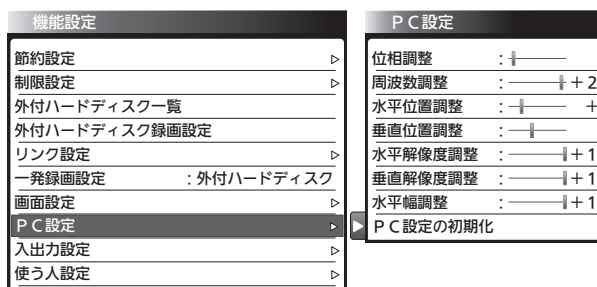 機能設定
節約設定
制限設定
外付ハードディスク一覧
外付ハードディスク録画設定
リンク設定
一発録画設定 :外付ハードディスク
画面設定
PC設定
入出力設定
使う人設定
PC設定
位相調整 :
周波数調整 : +2
水平位置調整 : +
垂直位置調整 :
水平解像度調整 : +1
垂直解像度調整 : +1
水平幅調整 : +1
PC設定の初期化